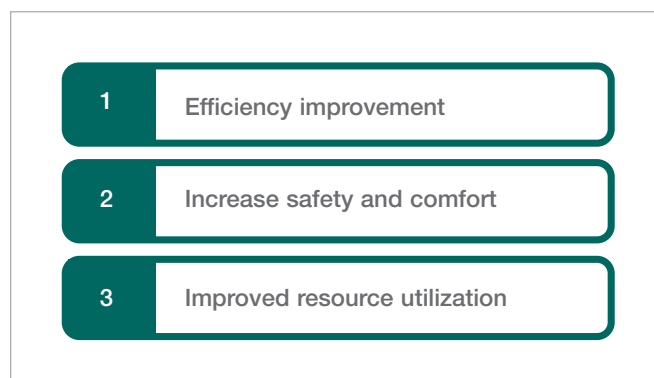 1
Efficiency improvement
2
Increase safety and comfort
3
Improved resource utilization